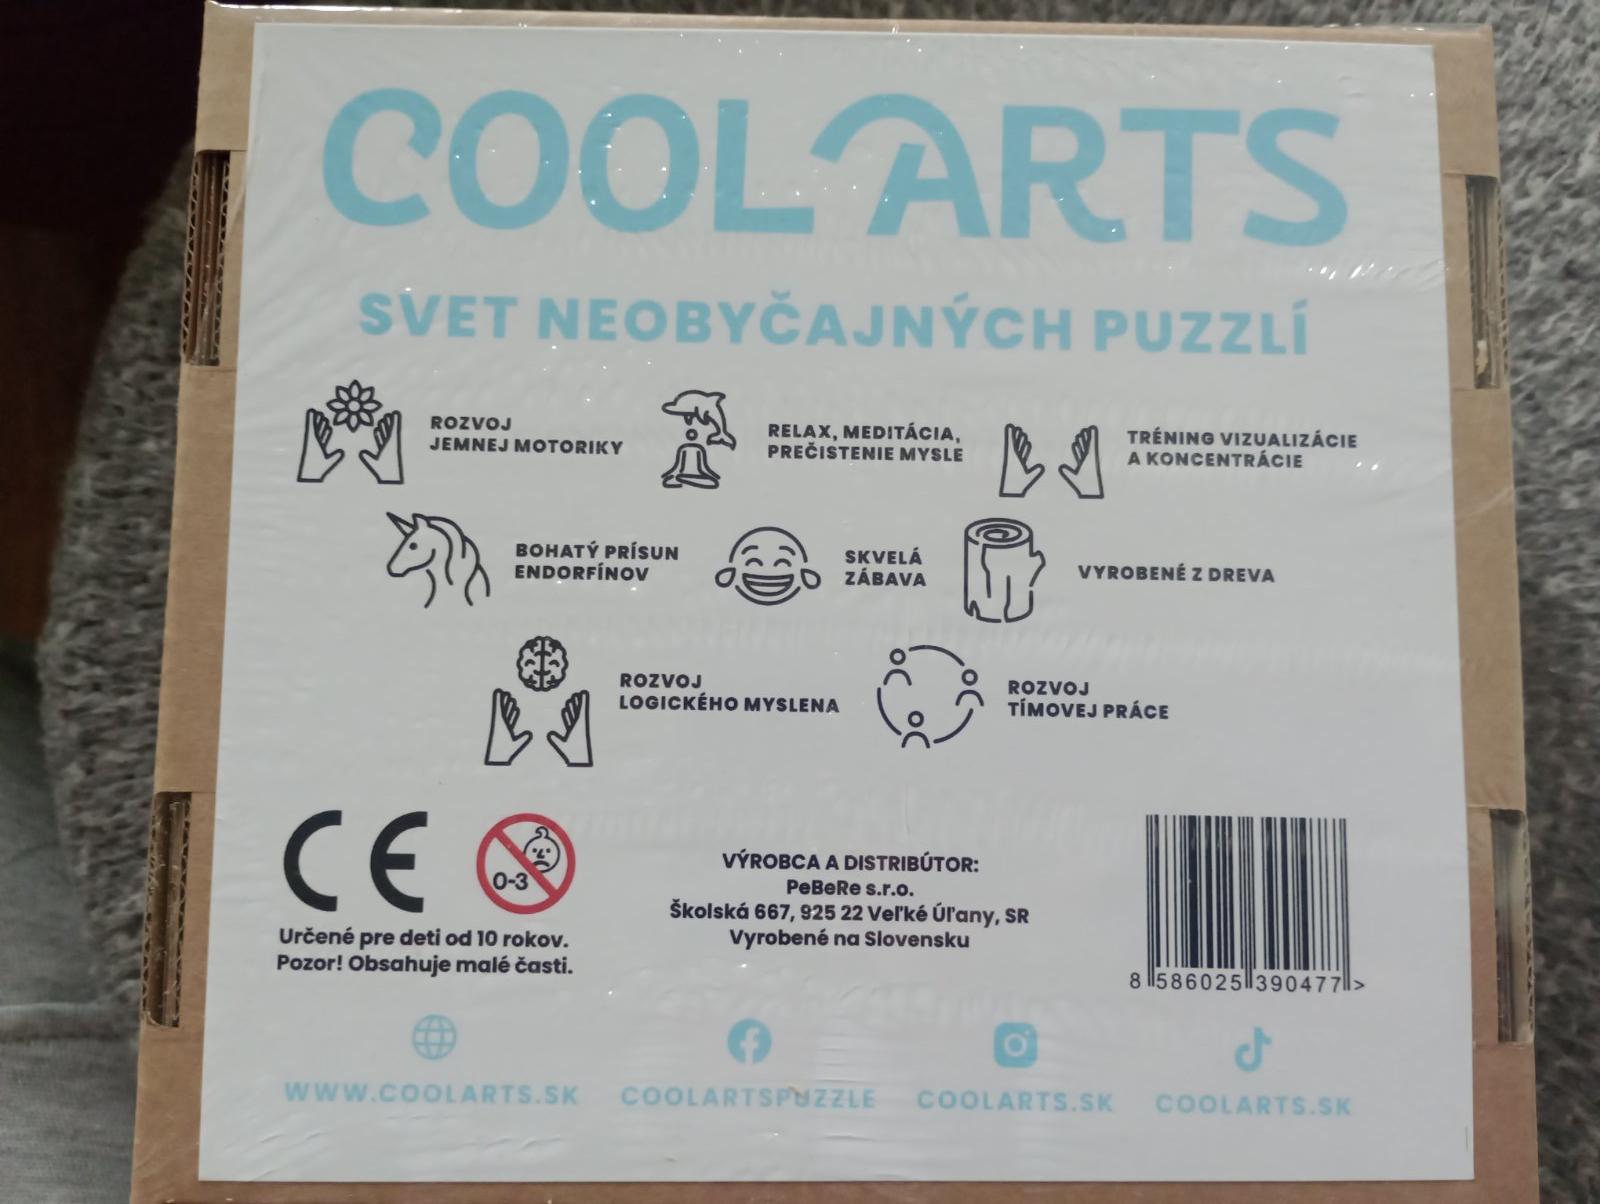 COOL ARTS
SVET NEOBYČAJNÝCH PUZZLÍ
ROZVOJ
JEMNEJ MOTORIKY
RELAX, MEDITÁCIA,
PREČISTENIE MYSLE
TRÉNING VIZUALIZÁCIE
A KONCENTRÁCIE
BOHATÝ PRÍSUN
ENDORFÍNOV
SKVELÁ
ZÁBAVA
VYROBENÉ Z DREVA
ROZVOJ
LOGICKÉHO MYSLENA
ROZVOJ
TÍMOVEJ PRÁCE
CE
0-3
Určené pre deti od 10 rokov.
Pozor! Obsahuje malé časti.
VÝROBCA A DISTRIBÚTOR:
PeBeRe s.r.o.
Školská 667, 925 22 Veľké Úľany, SR
Vyrobené na Slovensku
8 586025 390477 >
WWW.COOLARTS.SK
COOLARTSPUZZLE
COOLARTS.SK
COOLARTS.SK